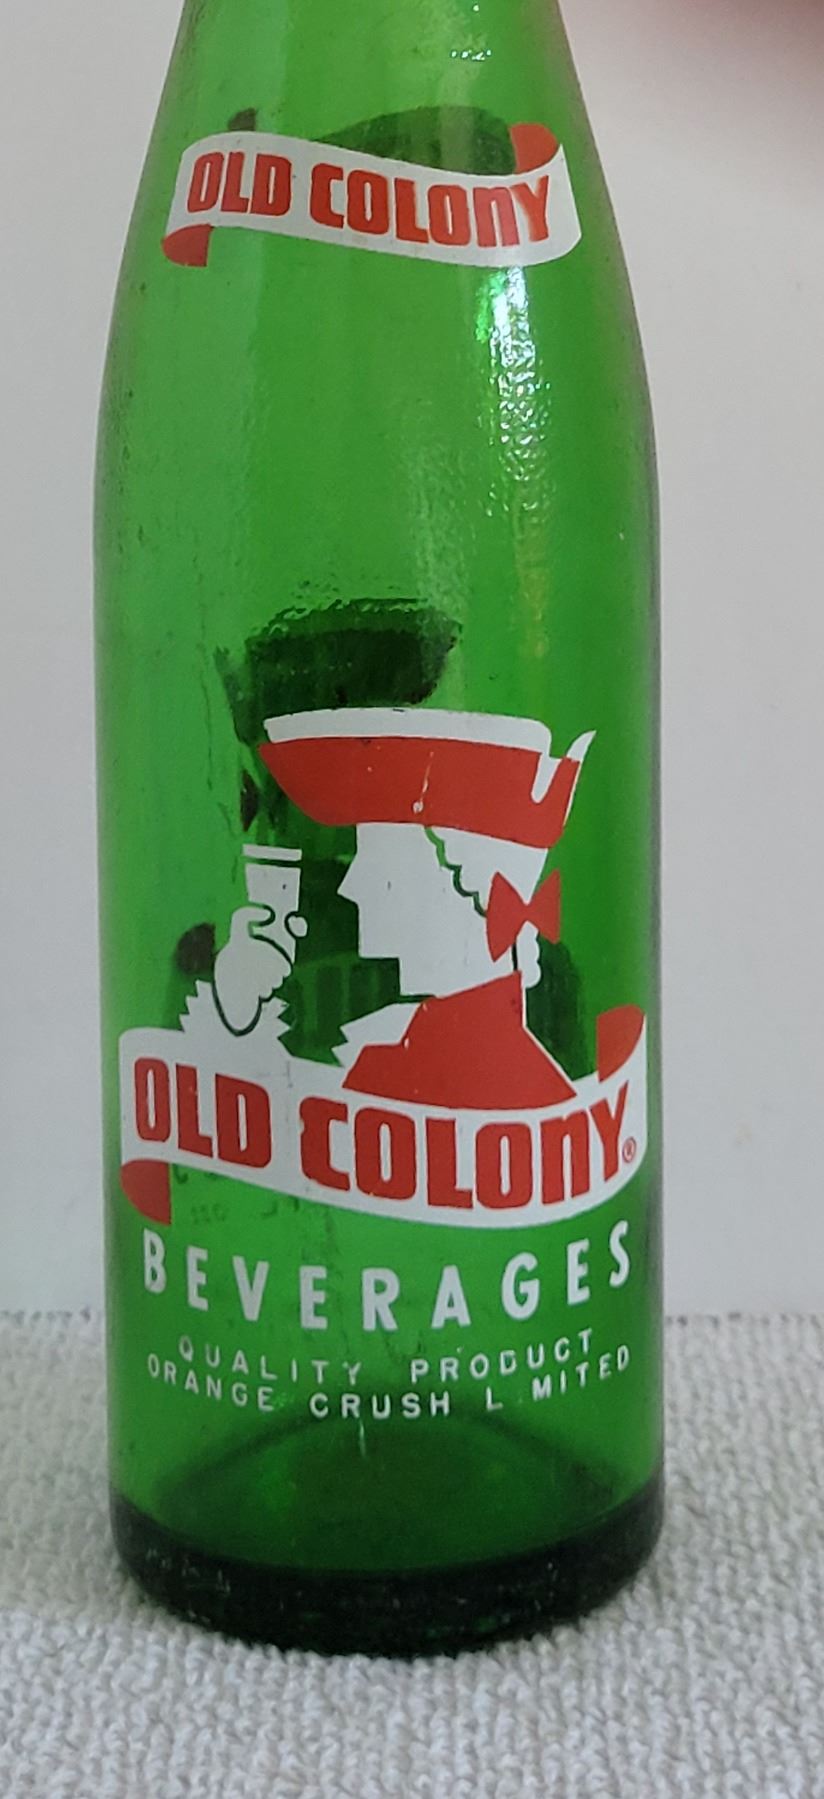 OLD COLONY
OLD COLONY®
BEVERAGES
QUALITY PRODUCT
ORANGE CRUSH L MITED